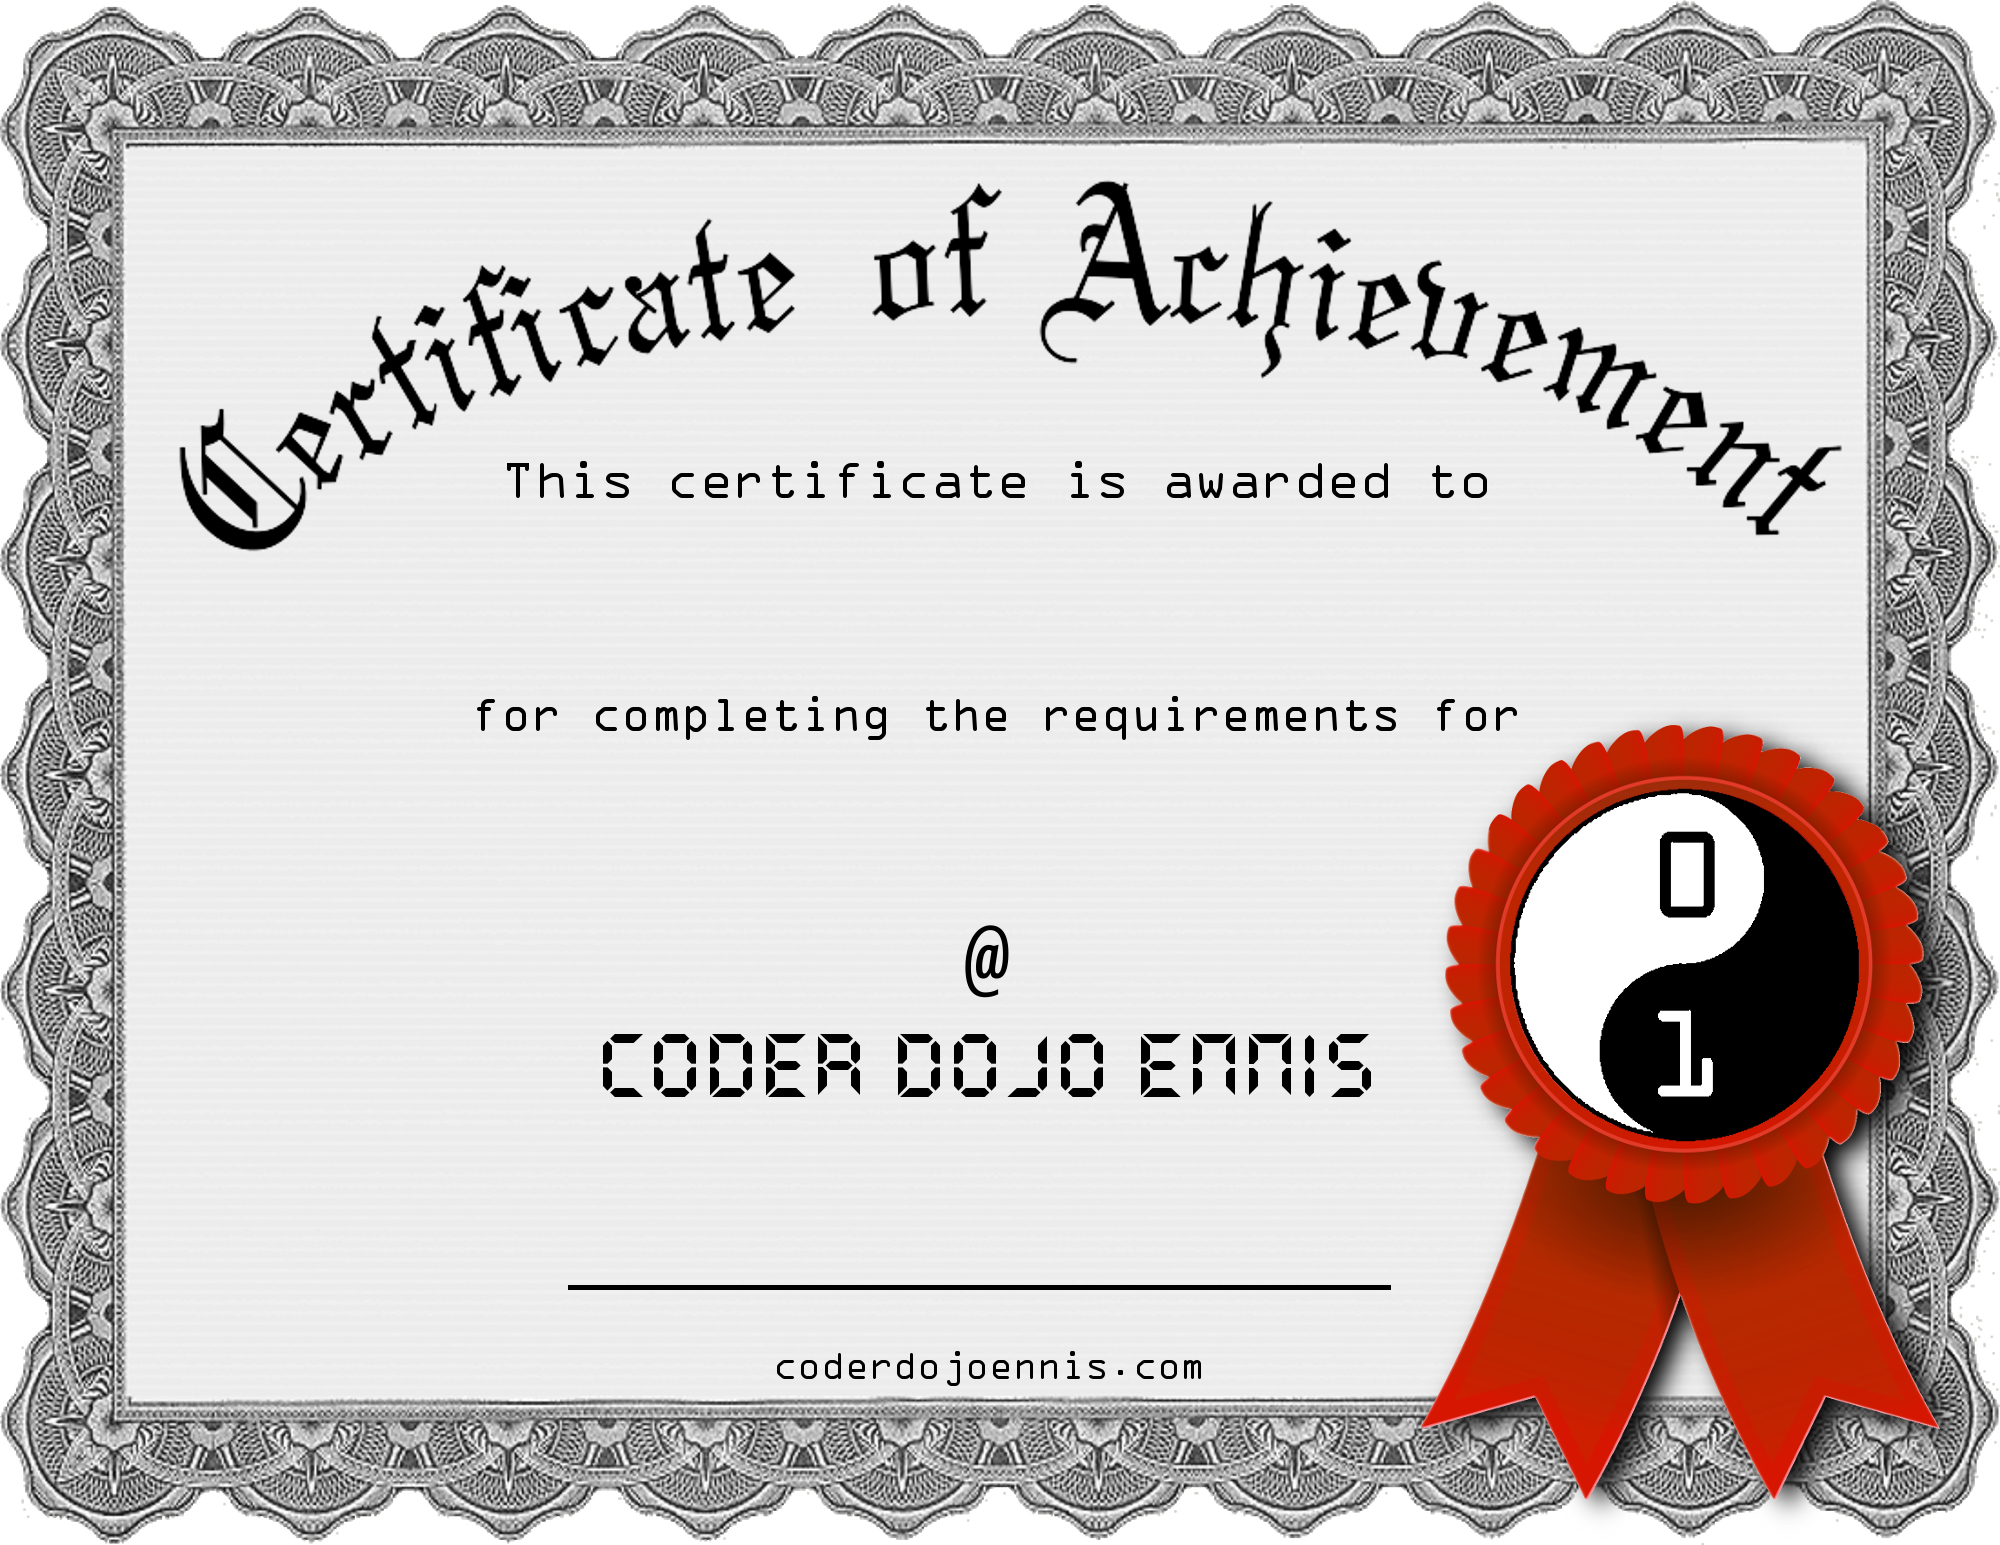 Certificate of Achievement
This certificate is awarded to
for completing the requirements for
@
CODER DOJO ENNIS
0
1
coderdojoennis.com